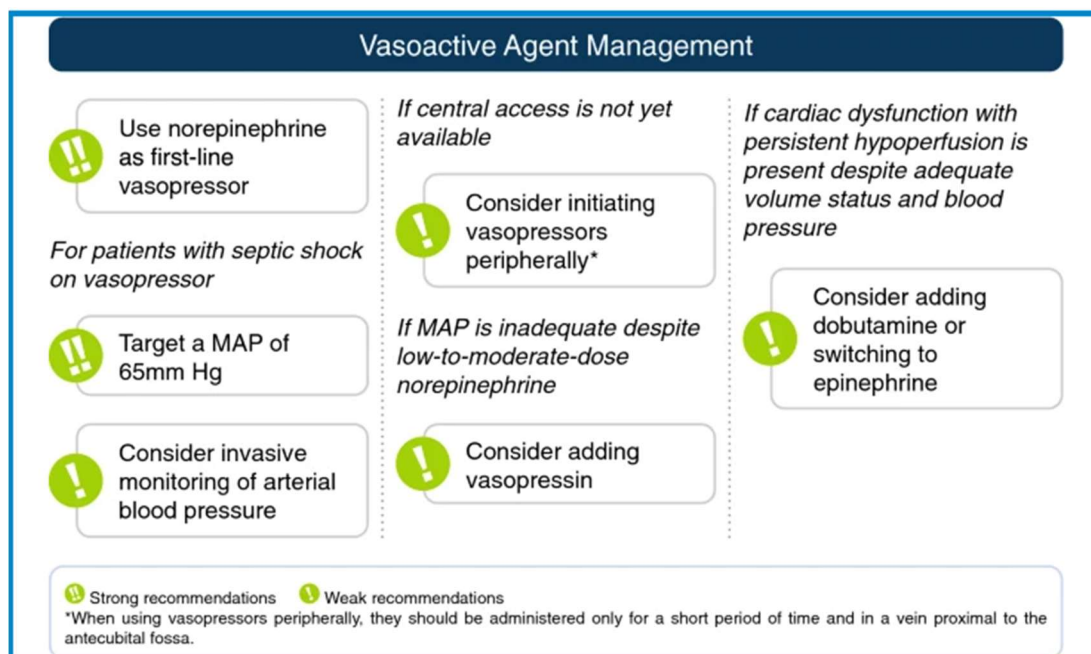 Vasoactive Agent Management
Use norepinephrine
as first-line
vasopressor
For patients with septic shock
on vasopressor
Target a MAP of
65mm Hg
Consider invasive
monitoring of arterial
blood pressure
If central access is not yet
available
Consider initiating
vasopressors
peripherally*
If MAP is inadequate despite
low-to-moderate-dose
norepinephrine
Consider adding
vasopressin
If cardiac dysfunction with
persistent hypoperfusion is
present despite adequate
volume status and blood
pressure
Consider adding
dobutamine or
switching to
epinephrine
!! Strong recommendations ! Weak recommendations
*When using vasopressors peripherally, they should be administered only for a short period of time and in a vein proximal to the
antecubital fossa.